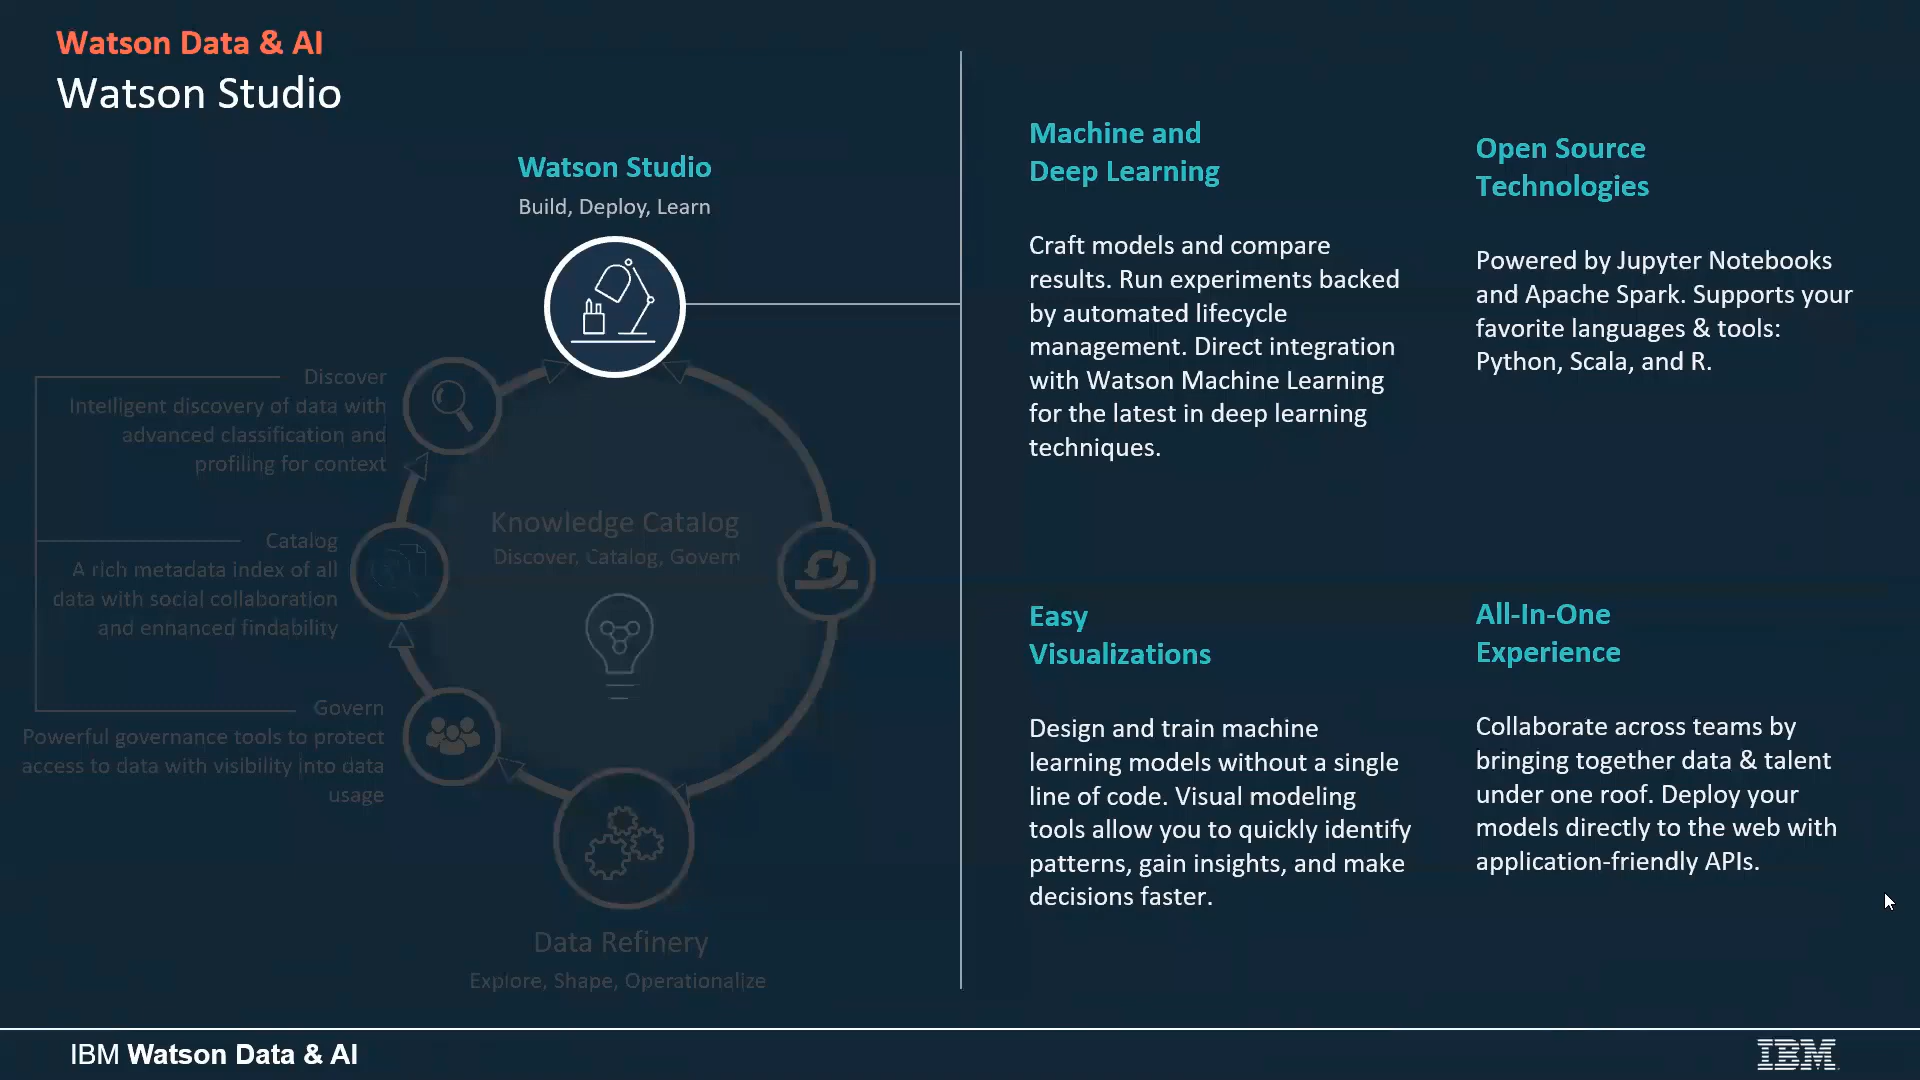 Watson Data & AI
Watson Studio
Watson Studio
Build, Deploy, Learn
Discover
Intelligent discovery of data with
advanced classification and
profiling for context
Catalog
A rich metadata index of all
data with social collaboration
and enhanced findability
Govern
Powerful governance tools to protect
access to data with visibility into data
usage
Knowledge Catalog
Discover, Catalog, Govern
Data Refinery
Explore, Shape, Operationalize
Machine and
Deep Learning
Craft models and compare
results. Run experiments backed
by automated lifecycle
management. Direct integration
with Watson Machine Learning
for the latest in deep learning
techniques.
Open Source
Technologies
Powered by Jupyter Notebooks
and Apache Spark. Supports your
favorite languages & tools:
Python, Scala, and R.
Easy
Visualizations
Design and train machine
learning models without a single
line of code. Visual modeling
tools allow you to quickly identify
patterns, gain insights, and make
decisions faster.
All-In-One
Experience
Collaborate across teams by
bringing together data & talent
under one roof. Deploy your
models directly to the web with
application-friendly APIs.
IBM Watson Data & AI
IBM